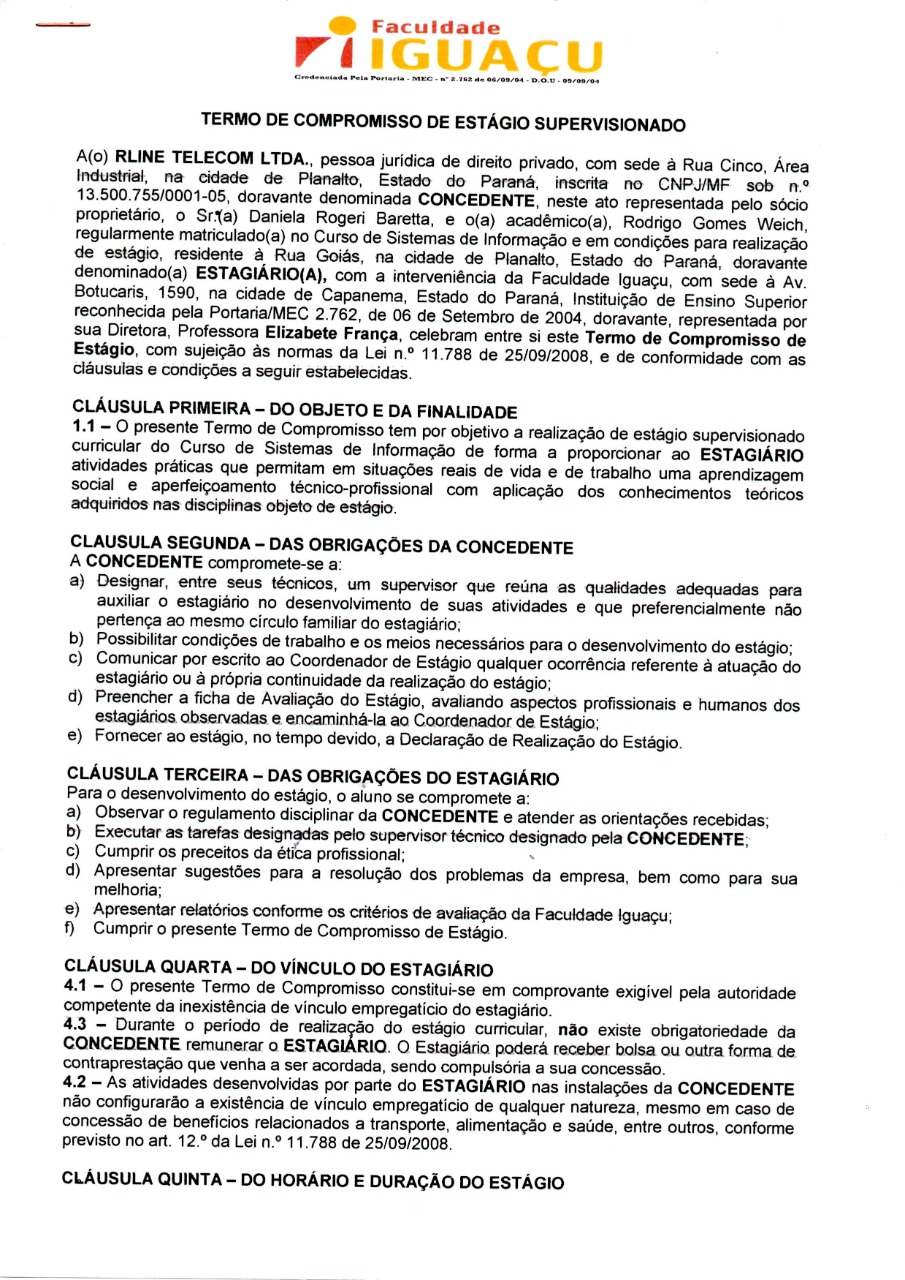 Faculdade
IGUAÇU
Credenciada Pela Portaria - MEC - nº 2.762 de 06/09/04 - D.O.U - 09/09/04
TERMO DE COMPROMISSO DE ESTÁGIO SUPERVISIONADO
A(o) RLINE TELECOM LTDA., pessoa jurídica de direito privado, com sede à Rua Cinco, Área
Industrial, na cidade de Planalto, Estado do Paraná, inscrita no CNPJ/MF sob n.º
13.500.755/0001-05, doravante denominada CONCEDENTE, neste ato representada pelo sócio
proprietário, o Sr.(a) Daniela Rogeri Baretta, e o(a) acadêmico(a), Rodrigo Gomes Weich,
regularmente matriculado(a) no Curso de Sistemas de Informação e em condições para realização
de estágio, residente à Rua Goiás, na cidade de Planalto, Estado do Paraná, doravante
denominado(a) ESTAGIÁRIO(A), com a interveniência da Faculdade Iguaçu, com sede à Av.
Botucaris, 1590, na cidade de Capanema, Estado do Paraná, Instituição de Ensino Superior
reconhecida pela Portaria/MEC 2.762, de 06 de Setembro de 2004, doravante, representada por
sua Diretora, Professora Elizabete França, celebram entre si este Termo de Compromisso de
Estágio, com sujeição às normas da Lei n.º 11.788 de 25/09/2008, e de conformidade com as
cláusulas e condições a seguir estabelecidas.
CLÁUSULA PRIMEIRA – DO OBJETO E DA FINALIDADE
1.1 – O presente Termo de Compromisso tem por objetivo a realização de estágio supervisionado
curricular do Curso de Sistemas de Informação de forma a proporcionar ao ESTAGIÁRIO
atividades práticas que permitam em situações reais de vida e de trabalho uma aprendizagem
social e aperfeiçoamento técnico-profissional com aplicação dos conhecimentos teóricos
adquiridos nas disciplinas objeto de estágio.
CLAUSULA SEGUNDA – DAS OBRIGAÇÕES DA CONCEDENTE
A CONCEDENTE compromete-se a:
a) Designar, entre seus técnicos, um supervisor que reúna as qualidades adequadas para
auxiliar o estagiário no desenvolvimento de suas atividades e que preferencialmente não
pertença ao mesmo círculo familiar do estagiário;
b) Possibilitar condições de trabalho e os meios necessários para o desenvolvimento do estágio;
c) Comunicar por escrito ao Coordenador de Estágio qualquer ocorrência referente à atuação do
estagiário ou à própria continuidade da realização do estágio;
d) Preencher a ficha de Avaliação do Estágio, avaliando aspectos profissionais e humanos dos
estagiários observadas e encaminhá-la ao Coordenador de Estágio;
e) Fornecer ao estágio, no tempo devido, a Declaração de Realização do Estágio.
CLÁUSULA TERCEIRA – DAS OBRIGAÇÕES DO ESTAGIÁRIO
Para o desenvolvimento do estágio, o aluno se compromete a:
a) Observar o regulamento disciplinar da CONCEDENTE e atender as orientações recebidas;
b) Executar as tarefas designadas pelo supervisor técnico designado pela CONCEDENTE;
c) Cumprir os preceitos da ética profissional;
d) Apresentar sugestões para a resolução dos problemas da empresa, bem como para sua
melhoria;
e) Apresentar relatórios conforme os critérios de avaliação da Faculdade Iguaçu;
f) Cumprir o presente Termo de Compromisso de Estágio.
CLÁUSULA QUARTA – DO VÍNCULO DO ESTAGIÁRIO
4.1 – O presente Termo de Compromisso constitui-se em comprovante exigível pela autoridade
competente da inexistência de vínculo empregatício do estagiário.
4.3 – Durante o período de realização do estágio curricular, não existe obrigatoriedade da
CONCEDENTE remunerar o ESTAGIÁRIO. O Estagiário poderá receber bolsa ou outra forma de
contraprestação que venha a ser acordada, sendo compulsória a sua concessão.
4.2 – As atividades desenvolvidas por parte do ESTAGIÁRIO nas instalações da CONCEDENTE
não configurarão a existência de vínculo empregatício de qualquer natureza, mesmo em caso de
concessão de benefícios relacionados a transporte, alimentação e saúde, entre outros, conforme
previsto no art. 12.º da Lei n.º 11.788 de 25/09/2008.
CLÁUSULA QUINTA – DO HORÁRIO E DURAÇÃO DO ESTÁGIO